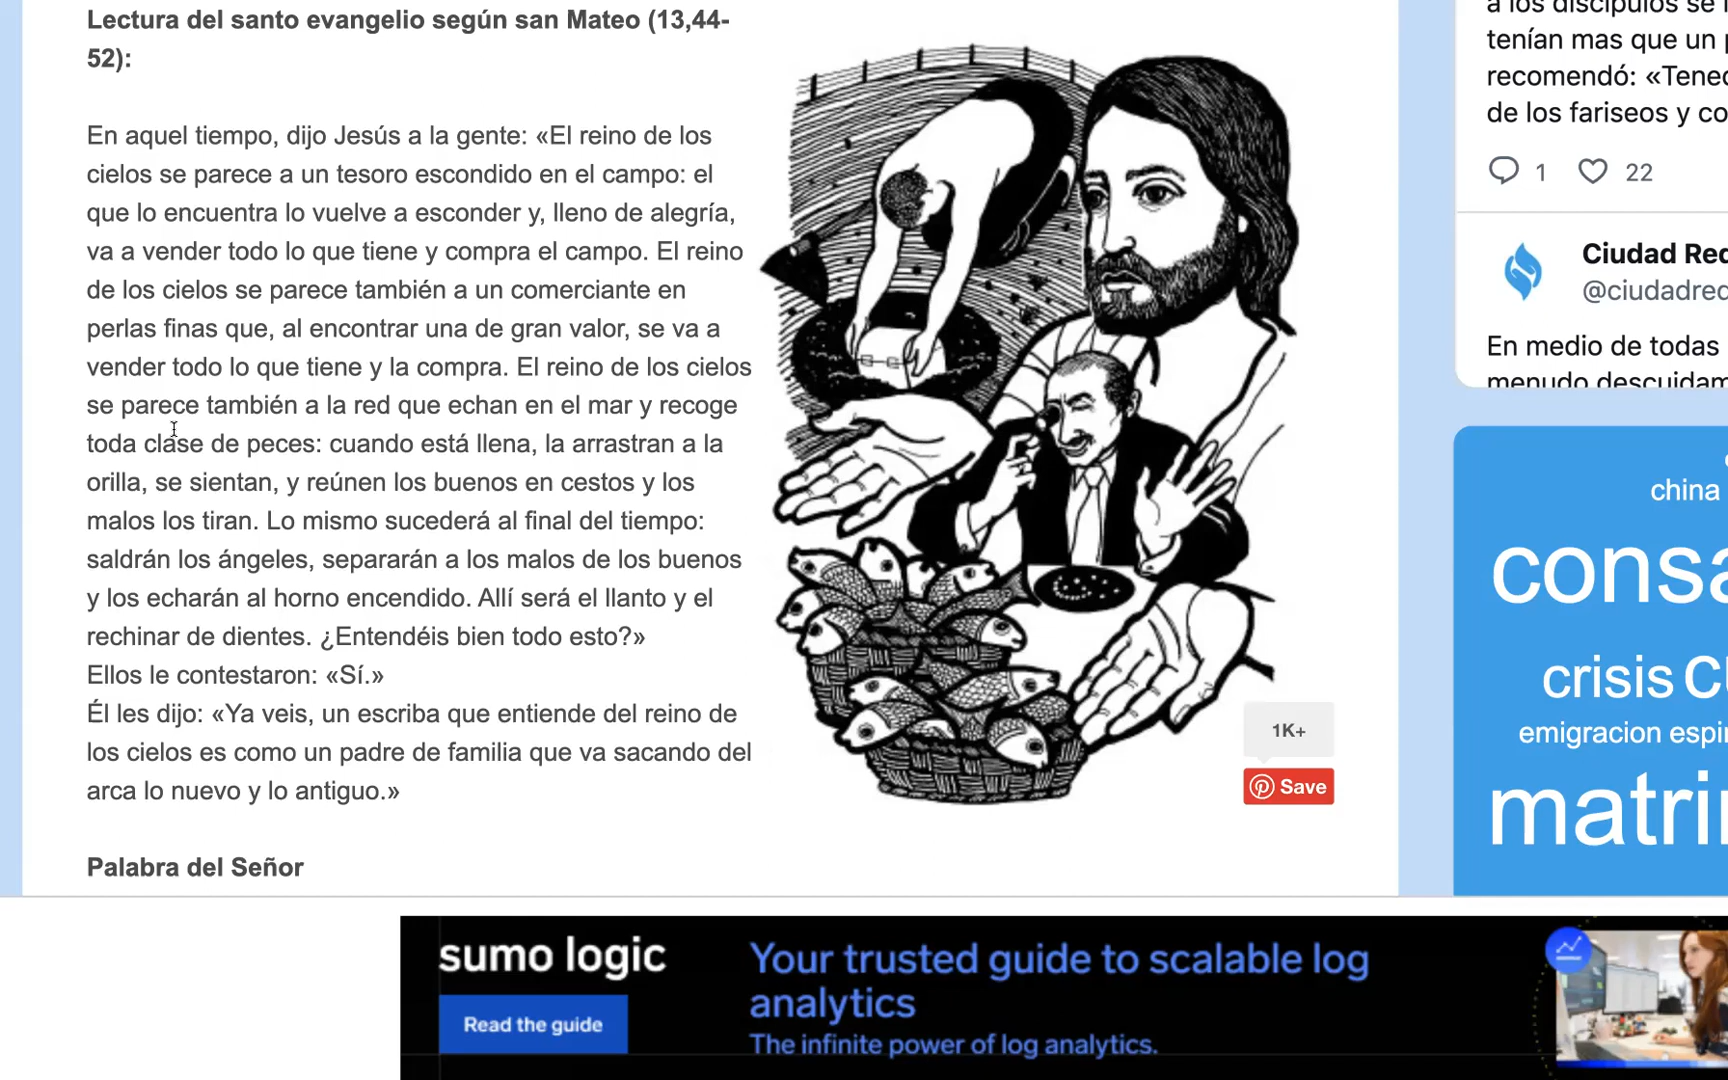 Lectura del santo evangelio según san Mateo (13,44-
52):
En aquel tiempo, dijo Jesús a la gente: «El reino de los
cielos se parece a un tesoro escondido en el campo: el
que lo encuentra lo vuelve a esconder y, lleno de alegría,
va a vender todo lo que tiene y compra el campo. El reino
de los cielos se parece también a un comerciante en
perlas finas que, al encontrar una de gran valor, se va a
vender todo lo que tiene y la compra. El reino de los cielos
se parece también a la red que echan en el mar y recoge
toda clase de peces: cuando está llena, la arrastran a la
orilla, se sientan, y reúnen los buenos en cestos y los
malos los tiran. Lo mismo sucederá al final del tiempo:
saldrán los ángeles, separarán a los malos de los buenos
y los echarán al horno encendido. Allí será el llanto y el
rechinar de dientes. ¿Entendéis bien todo esto?»
Ellos le contestaron: «Sí.»
Él les dijo: «Ya veis, un escriba que entiende del reino de
los cielos es como un padre de familia que va sacando del
arca lo nuevo y lo antiguo.»
Palabra del Señor
1K+
Save
a los discípulos se
tenían mas que un
recomendó: «Tened
de los fariseos y co
1 22
Ciudad Red
@ciudadred
En medio de todas
menudo descuidam
china
consa
crisis
emigracion espir
matrim
sumo logic
Read the guide
Your trusted guide to scalable log
analytics
The infinite power of log analytics.